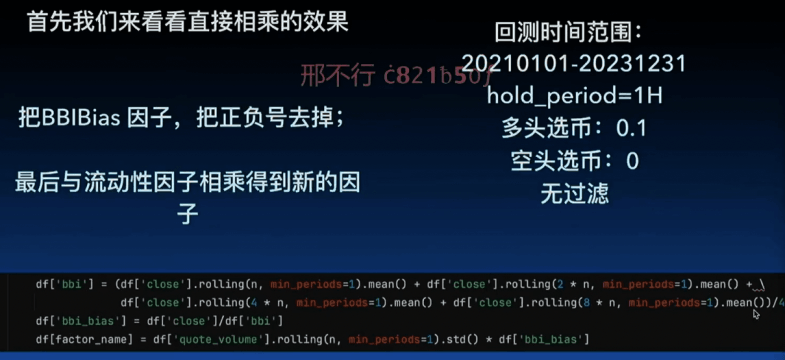 首先我们来看看直接相乘的效果
回测时间范围：
20210101-20231231
hold_period=1H
多头选币：0.1
空头选币：0
无过滤
邢不行
把BBIBias 因子，把正负号去掉；
最后与流动性因子相乘得到新的因
子
df['bbi'] = (df['close'].rolling(n, min_periods=1).mean() + df['close'].rolling(2 * n, min_periods=1).mean() + \
df['close'].rolling(4 * n, min_periods=1).mean() + df['close'].rolling(8 * n, min_periods=1).mean())/4
df['bbi_bias'] = df['close']/df['bbi']
df[factor_name] = df['quote_volume'].rolling(n, min_periods=1).std() * df['bbi_bias']